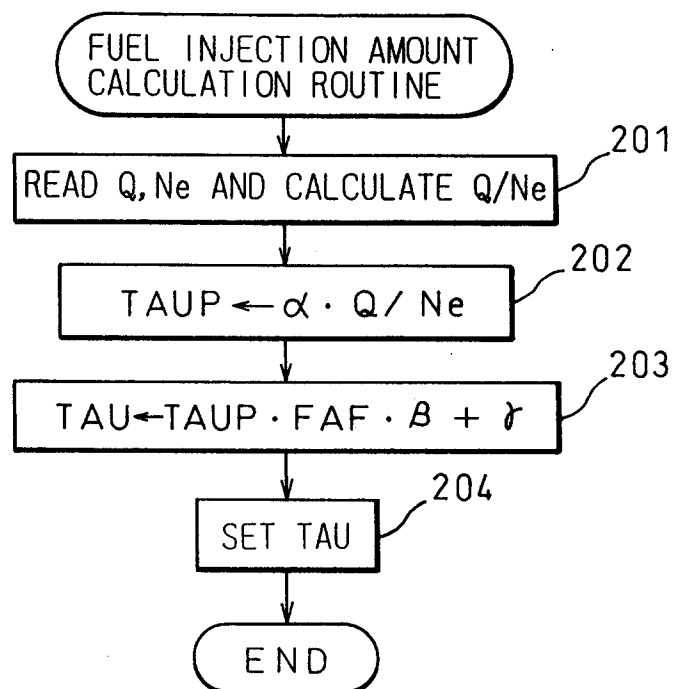 FUEL INJECTION AMOUNT
CALCULATION ROUTINE
201
READ Q,Ne AND CALCULATE Q/Ne
202
TAUP ← α · Q / Ne
203
TAU←TAUP · FAF · β + γ
204
SET TAU
END